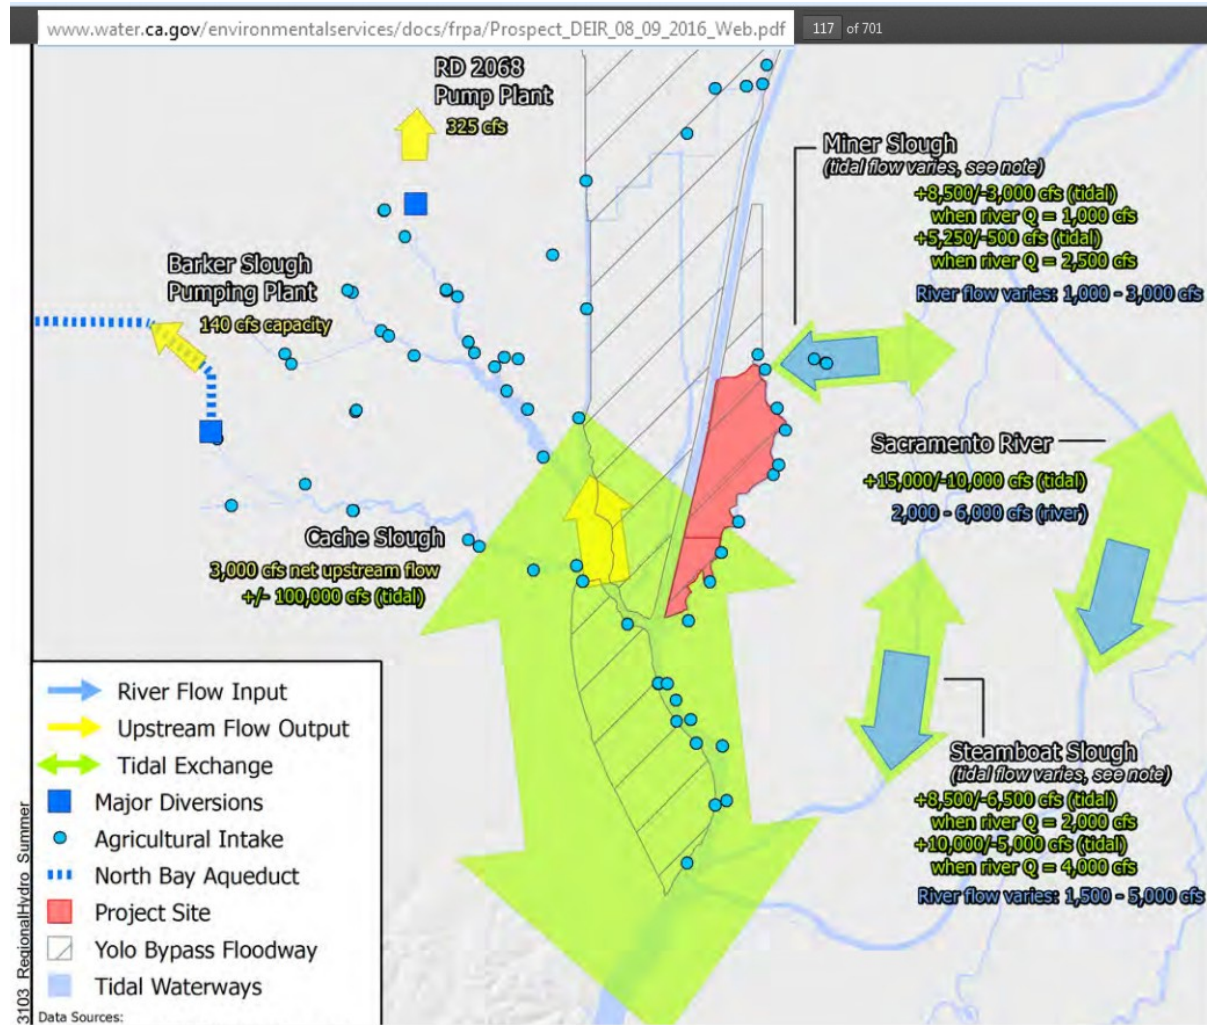 www.water.ca.gov/environmentalservices/docs/frpa/Prospect_DEIR_08_09_2016_Web.pdf
117 of 701
RD 2068
Pump Plant
325 cfs
Miner Slough
(tidal flow varies, see note)
+8,500/-3,000 cfs (tidal)
when river Q = 1,000 cfs
+5,250/-500 cfs (tidal)
when river Q = 2,500 cfs
River flow varies: 1,000 - 3,000 cfs
Barker Slough
Pumping Plant
140 cfs capacity
Sacramento River
+15,000/-10,000 cfs (tidal)
2,000 - 6,000 cfs (river)
Cache Slough
3,000 cfs net upstream flow
+/- 100,000 cfs (tidal)
Steamboat Slough
(tidal flow varies, see note)
+8,500/-6,500 cfs (tidal)
when river Q = 2,000 cfs
+10,000/-5,000 cfs (tidal)
when river Q = 4,000 cfs
River flow varies: 1,500 - 5,000 cfs
River Flow Input
Upstream Flow Output
Tidal Exchange
Major Diversions
Agricultural Intake
North Bay Aqueduct
Project Site
Yolo Bypass Floodway
Tidal Waterways
Data Sources:
3103 RegionalHydro Summer